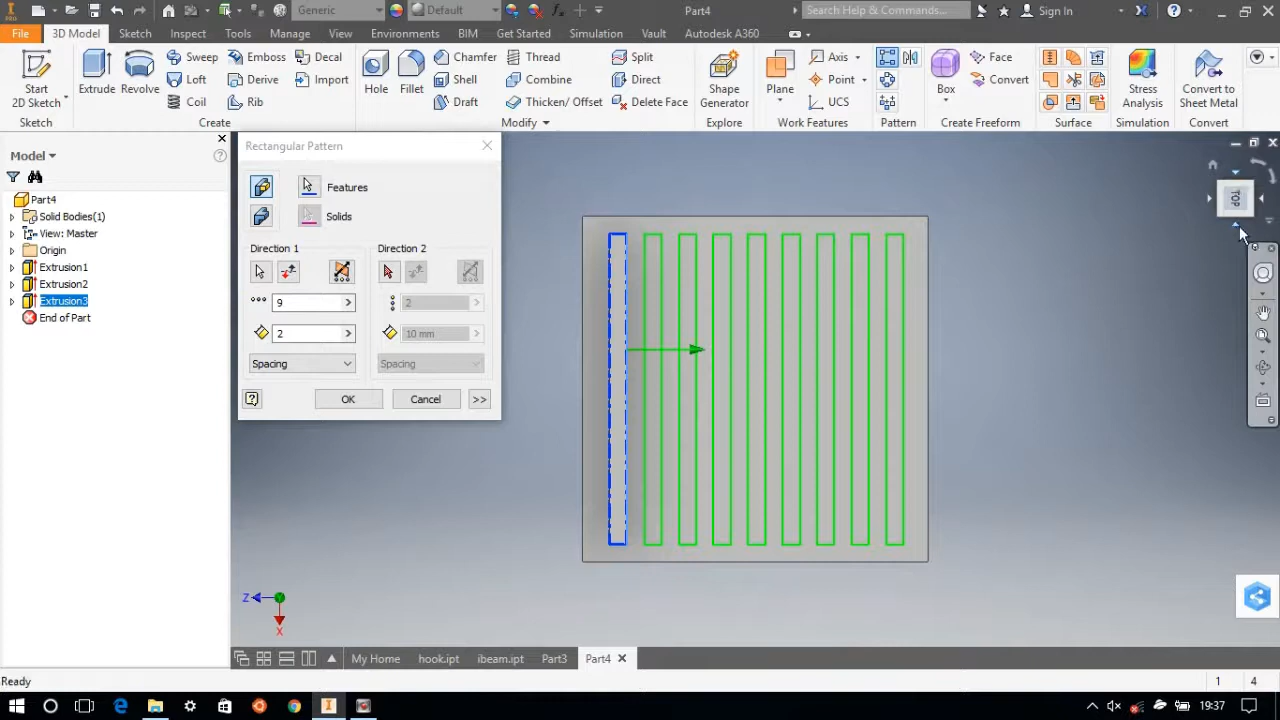 PRO
Generic
Default
Part4
Search Help & Commands...
Sign In
File
3D Model
Sketch
Inspect
Tools
Manage
View
Environments
BIM
Get Started
Simulation
Vault
Autodesk A360
Start
2D Sketch
Sketch
Extrude
Revolve
Sweep
Loft
Coil
Emboss
Derive
Rib
Decal
Import
Create
Hole
Fillet
Chamfer
Shell
Draft
Thread
Combine
Thicken/ Offset
Split
Direct
Delete Face
Modify
Shape
Generator
Explore
Plane
Axis
Point
UCS
Work Features
Pattern
Box
Face
Convert
Create Freeform
Surface
Stress
Analysis
Simulation
Convert to
Sheet Metal
Convert
Model
Part4
Solid Bodies(1)
View: Master
Origin
Extrusion1
Extrusion2
Extrusion3
End of Part
Rectangular Pattern
Features
Solids
Direction 1
Direction 2
9
2
2
10 mm
Spacing
Spacing
OK
Cancel
>>
TOP
Z
X
My Home
hook.ipt
ibeam.ipt
Part3
Part4
Ready
1
4
19:37